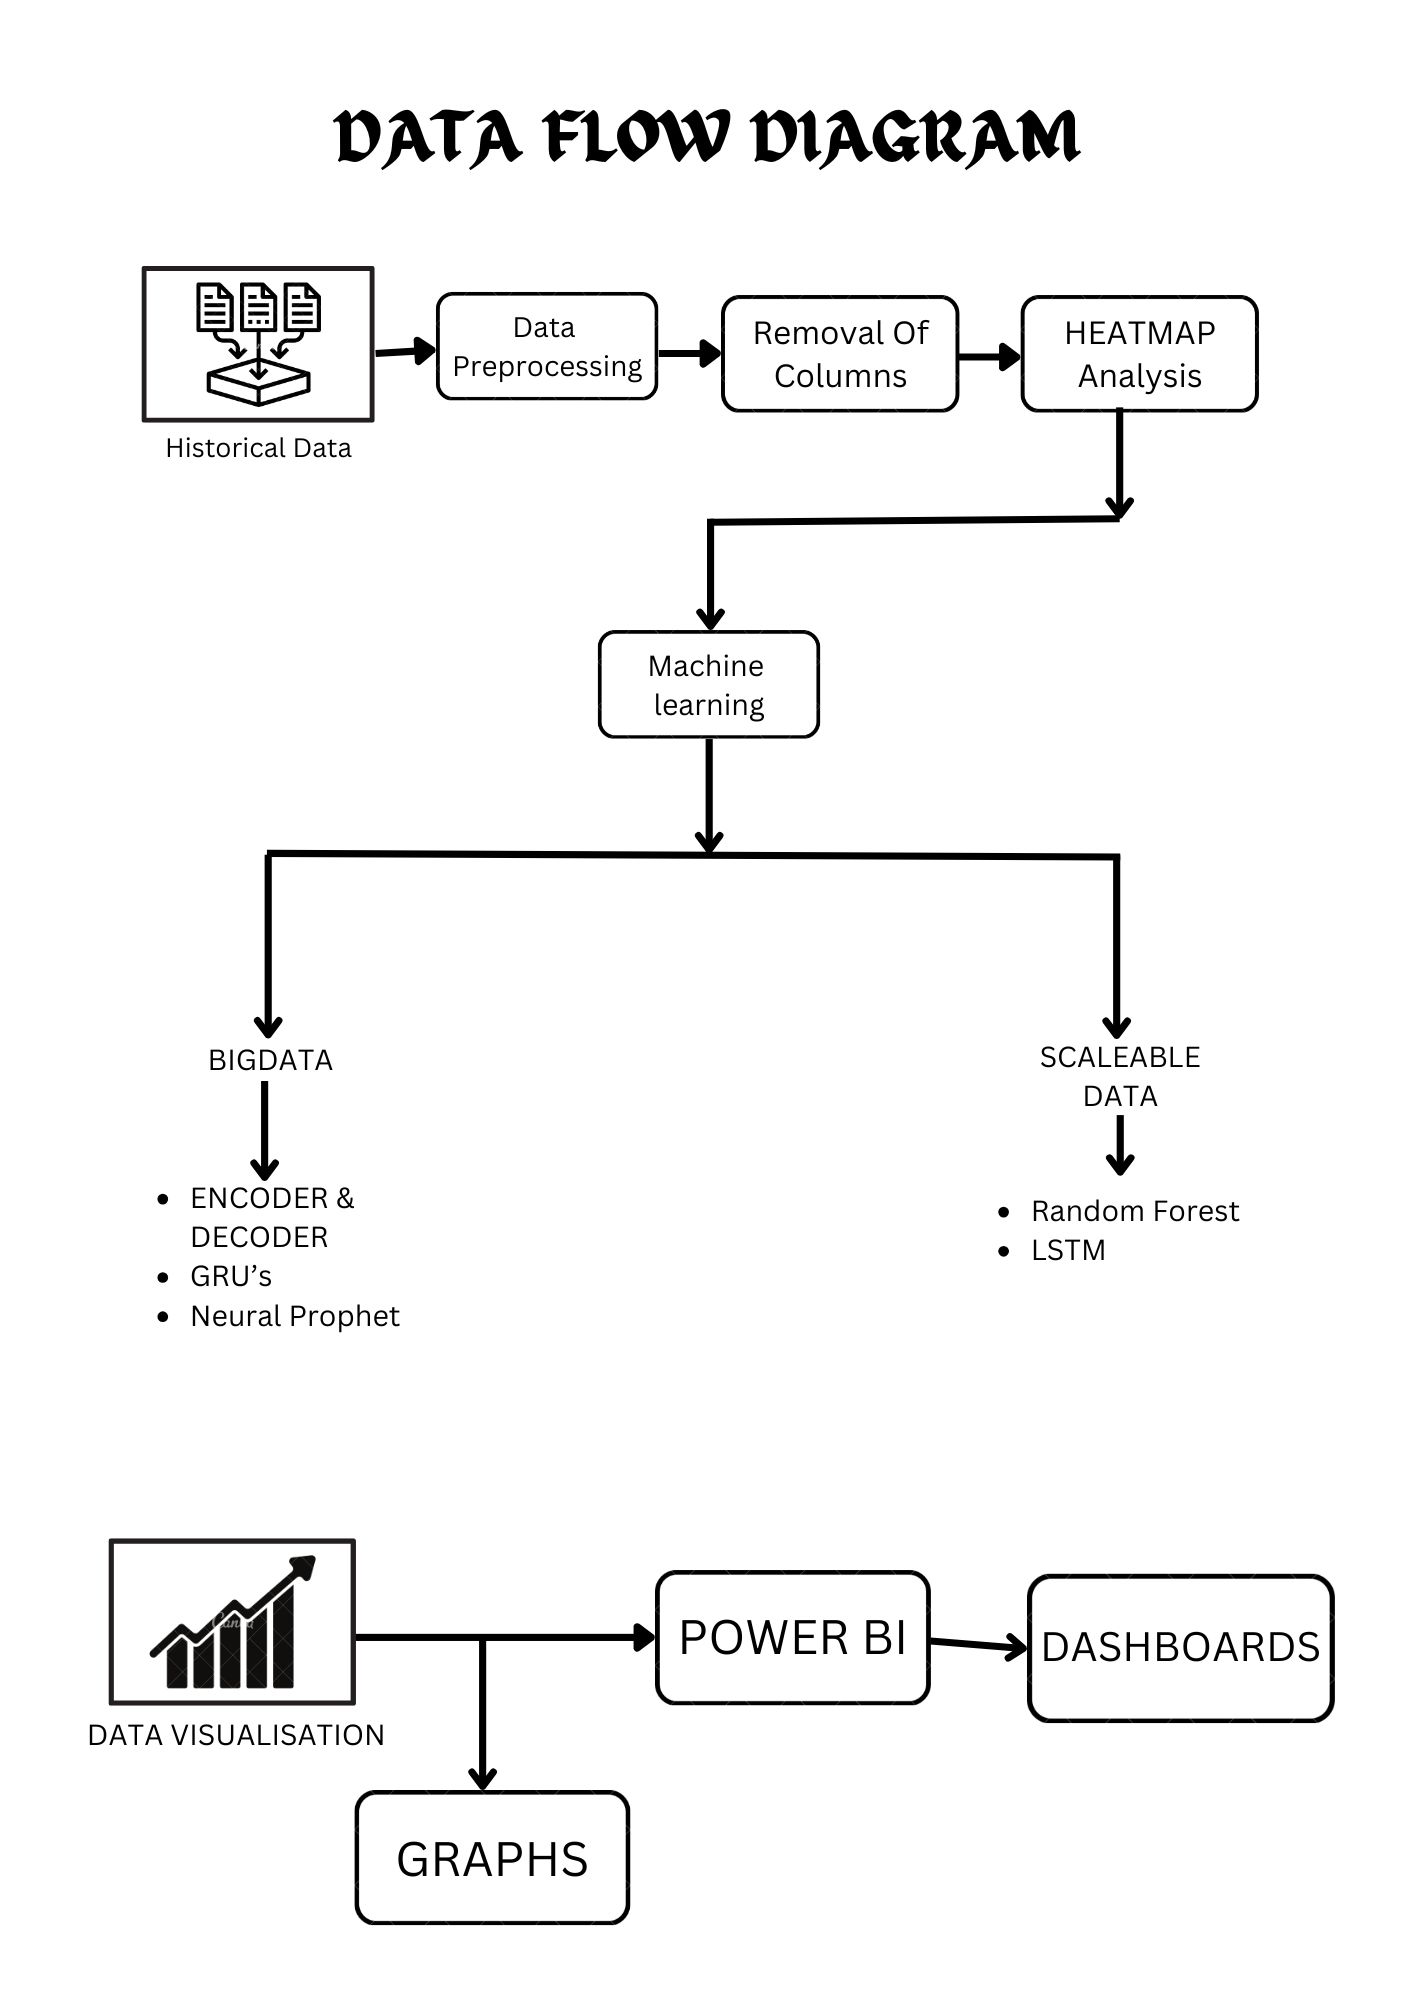 DATA FLOW DIAGRAM
Data
Preprocessing
Removal Of
Columns
HEATMAP
Analysis
Historical Data
Machine
learning
BIGDATA
SCALEABLE
DATA
• ENCODER &
DECODER
• GRU's
• Neural Prophet
• Random Forest
• LSTM
Canva
POWER BI
DASHBOARDS
DATA VISUALISATION
GRAPHS